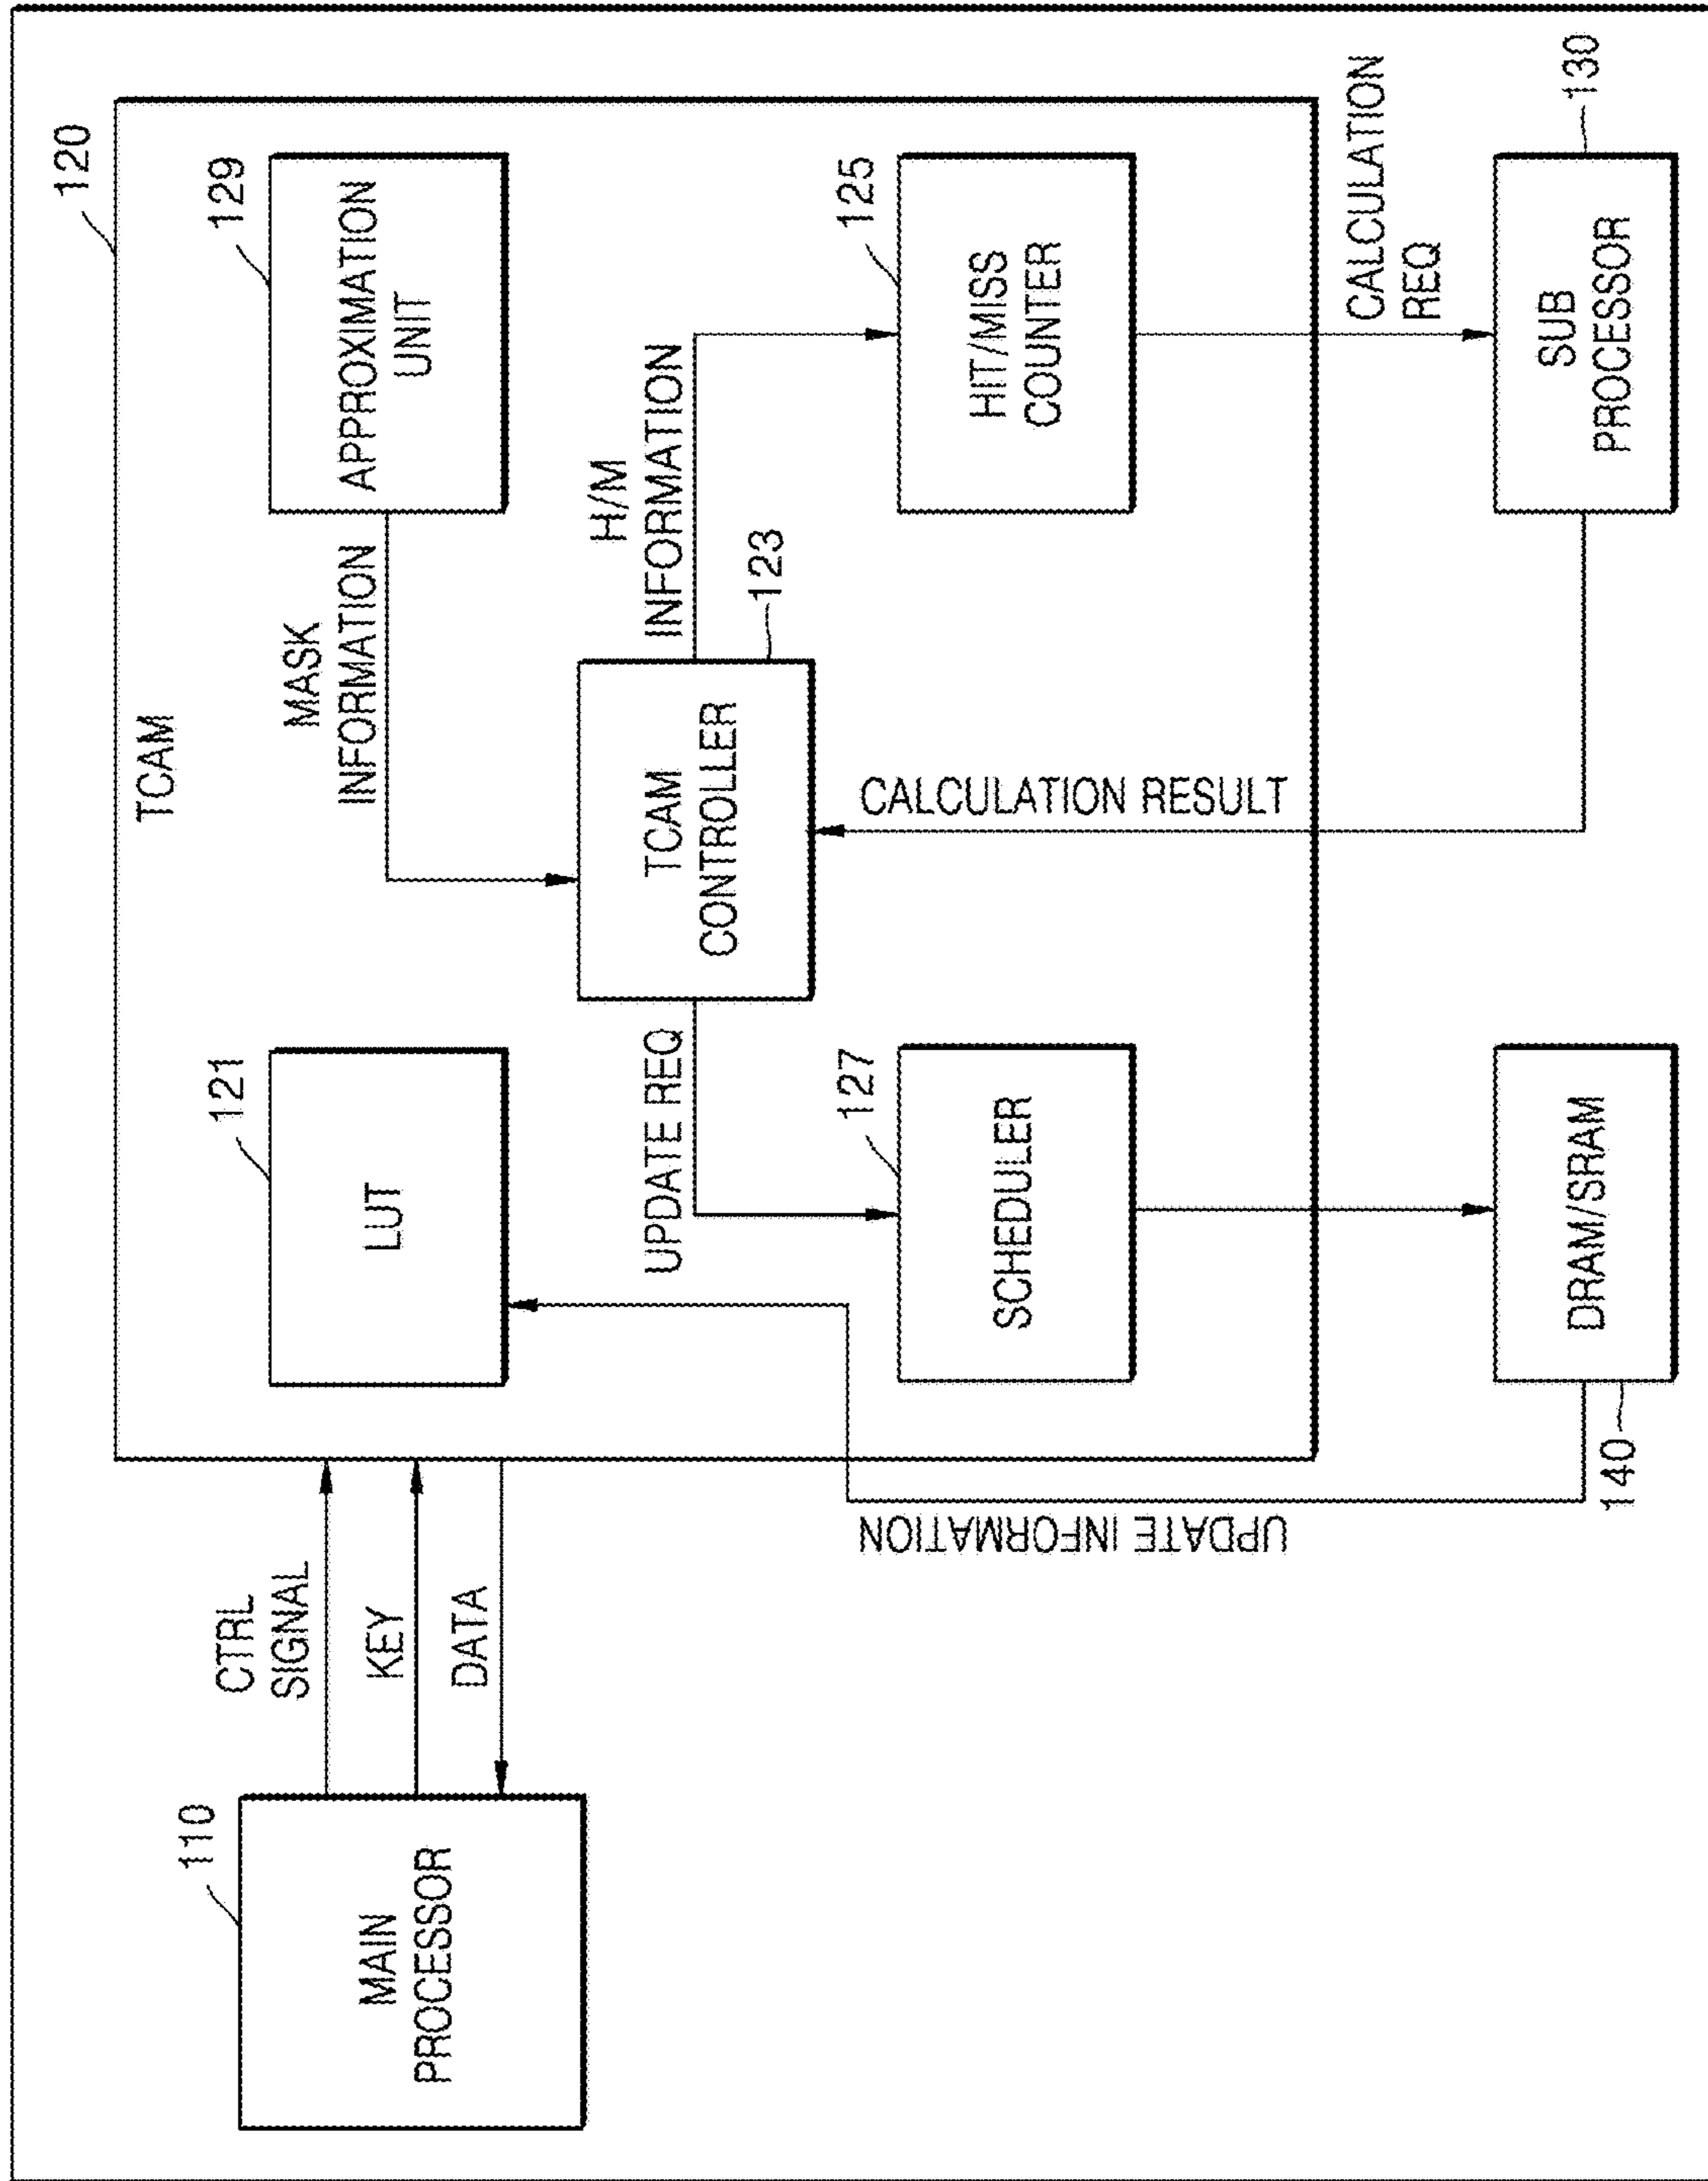 120
TCAM
110
MAIN
PROCESSOR
CTRL
SIGNAL
KEY
DATA
121
LUT
MASK
INFORMATION
129
APPROXIMATION
UNIT
UPDATE REQ
TCAM
CONTROLLER
123
H/M
INFORMATION
127
SCHEDULER
125
HIT/MISS
COUNTER
UPDATE INFORMATION
CALCULATION RESULT
CALCULATION
REQ
140
DRAM/SRAM
SUB
PROCESSOR
130